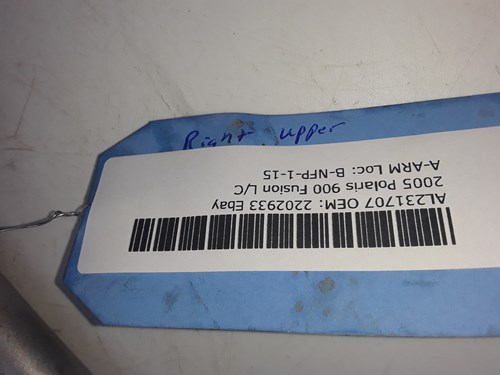 Right upper
AL231707 OEM: 2202933 Ebay
2005 Polaris 900 Fusion L/C
A-ARM Loc: B-NFP-1-15